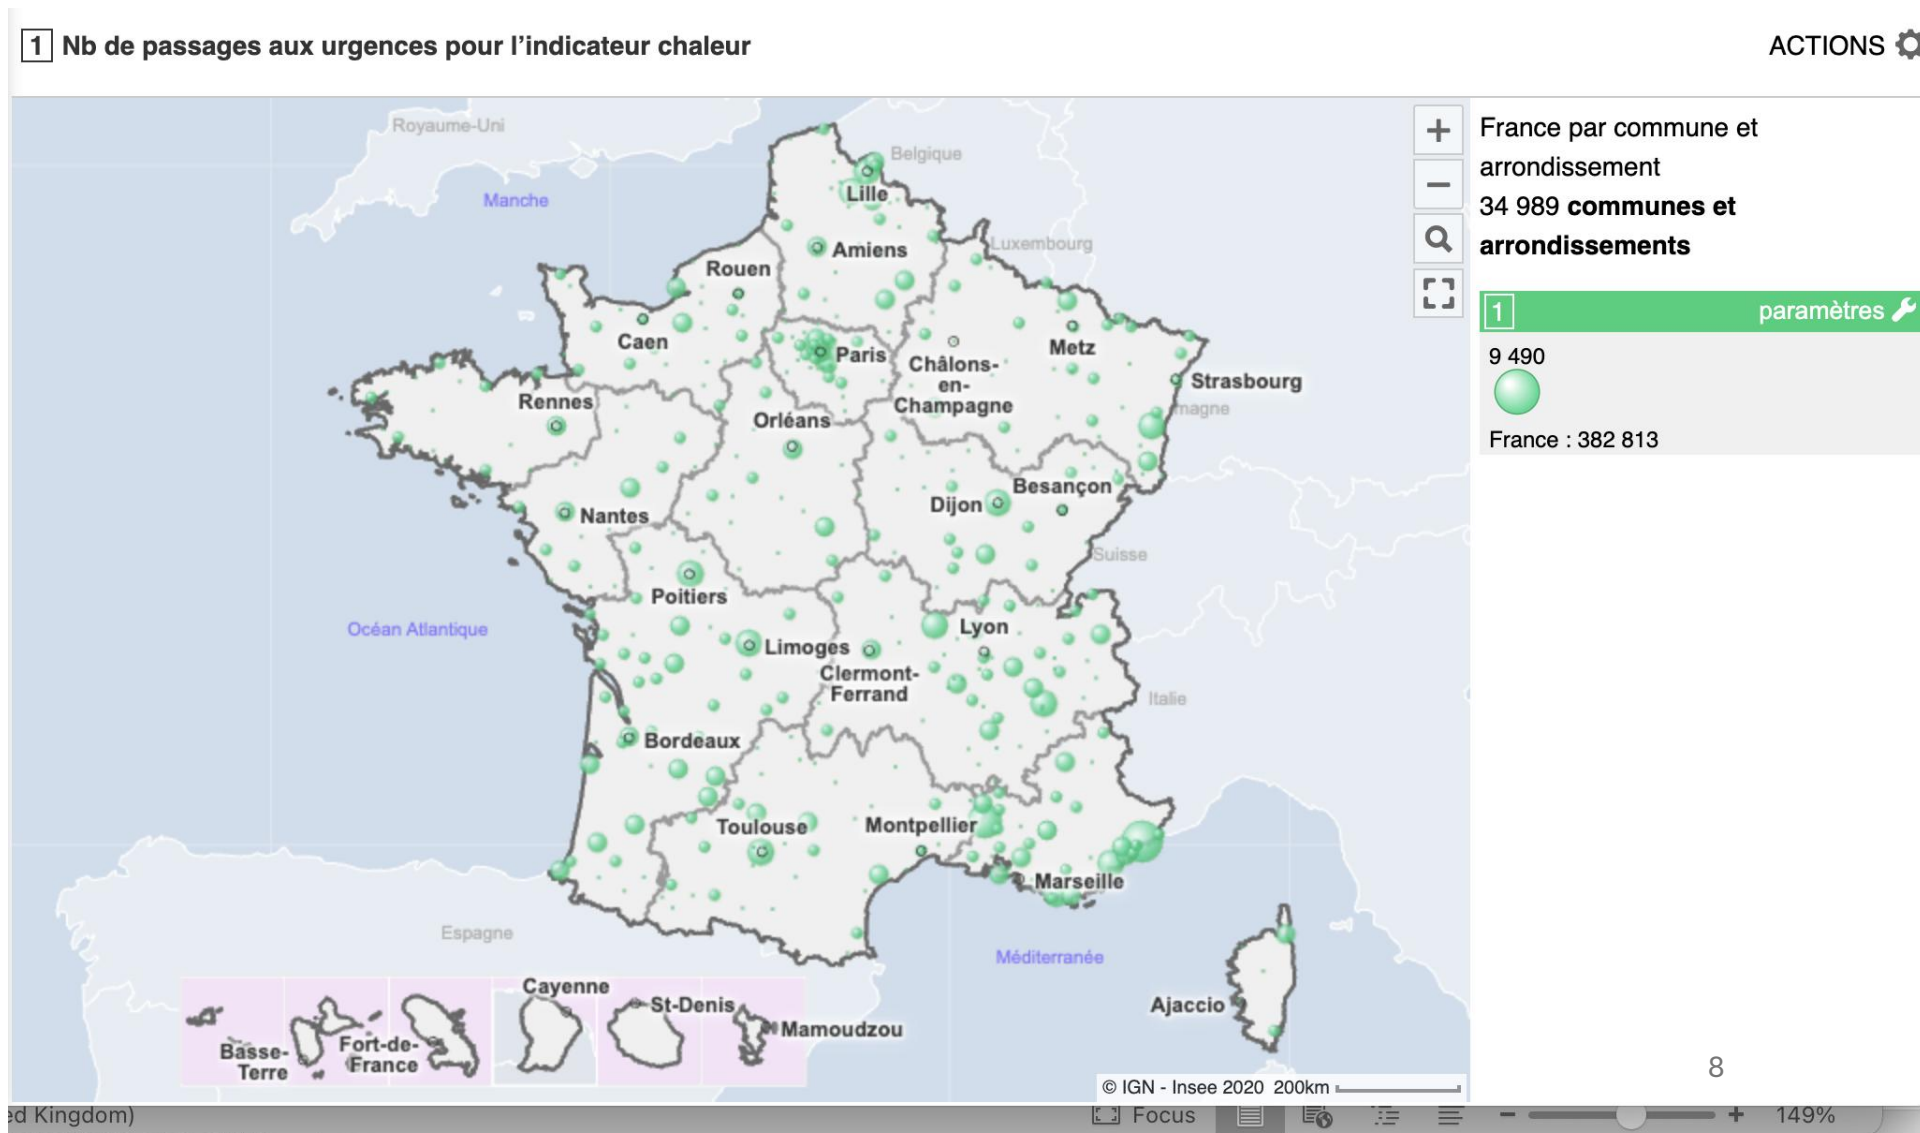 1 Nb de passages aux urgences pour l'indicateur chaleur
ACTIONS
Royaume-Uni
Belgique
Manche
Lille
Luxembourg
Amiens
Rouen
Caen
Paris
Metz
Châlons-
en-
Champagne
Strasbourg
magne
Rennes
Orléans
Besançon
Dijon
Nantes
Suisse
Poitiers
Océan Atlantique
Lyon
Limoges
Clermont-
Ferrand
Italie
Bordeaux
Toulouse
Montpellier
Marseille
Espagne
Méditerranée
Cayenne
St-Denis
Ajaccio
Mamoudzou
Basse-
Terre
Fort-de-
France
© IGN - Insee 2020 200km
+
−
France par commune et
arrondissement
34 989 communes et
arrondissements
1 paramètres
9 490
France : 382 813
8
ed Kingdom)
Focus
− + 149%